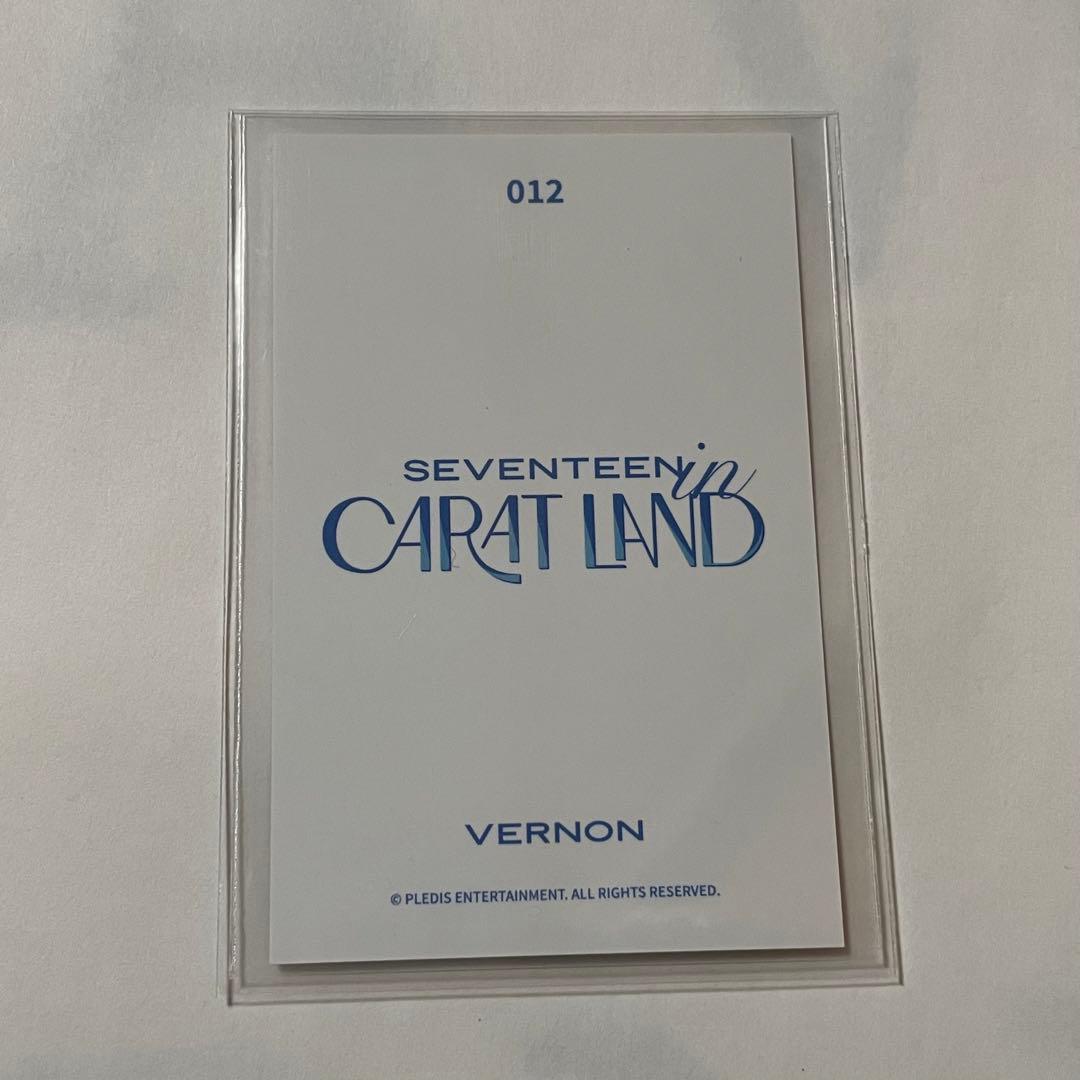 012
SEVENTEEN in
CARAT LAND
VERNON
© PLEDIS ENTERTAINMENT. ALL RIGHTS RESERVED.